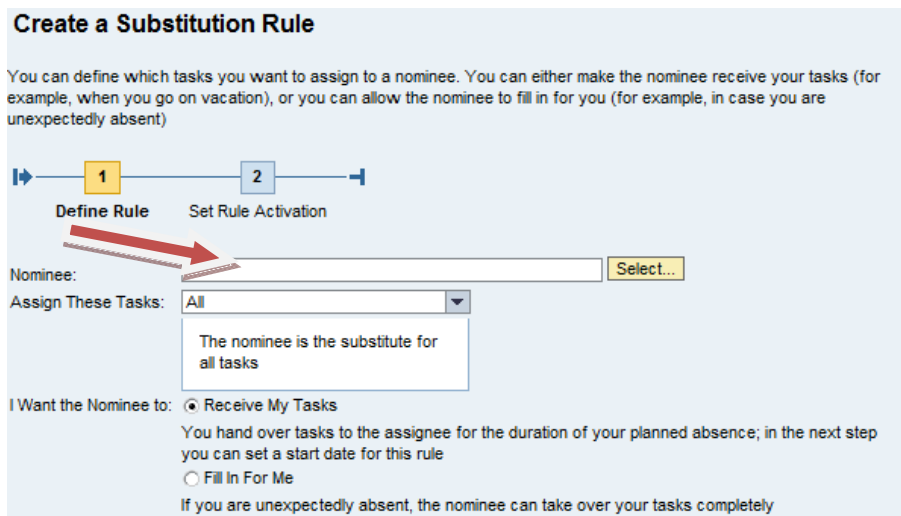 Create a Substitution Rule
You can define which tasks you want to assign to a nominee. You can either make the nominee receive your tasks (for
example, when you go on vacation), or you can allow the nominee to fill in for you (for example, in case you are
unexpectedly absent)
1
2
Define Rule
Set Rule Activation
Nominee:
Select...
Assign These Tasks:
All
The nominee is the substitute for
all tasks
I Want the Nominee to:
Receive My Tasks
You hand over tasks to the assignee for the duration of your planned absence; in the next step
you can set a start date for this rule
Fill In For Me
If you are unexpectedly absent, the nominee can take over your tasks completely